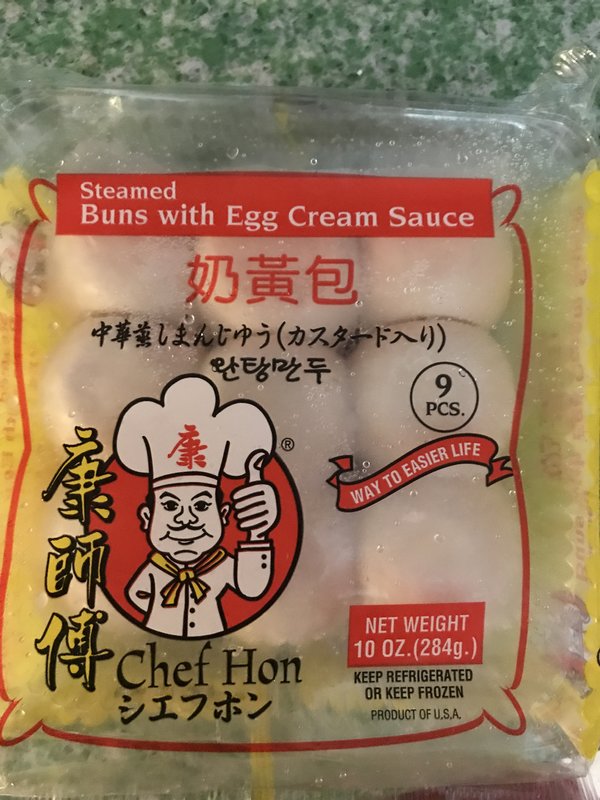 Steamed
Buns with Egg Cream Sauce
奶黃包
中華蒸しまんじゅう(カスタード入り)
완탕만두
9
PCS.
WAY TO EASIER LIFE
康
®
康師傅
Chef Hon
シエフホン
NET WEIGHT
10 OZ.(284g.)
KEEP REFRIGERATED
OR KEEP FROZEN
PRODUCT OF U.S.A.